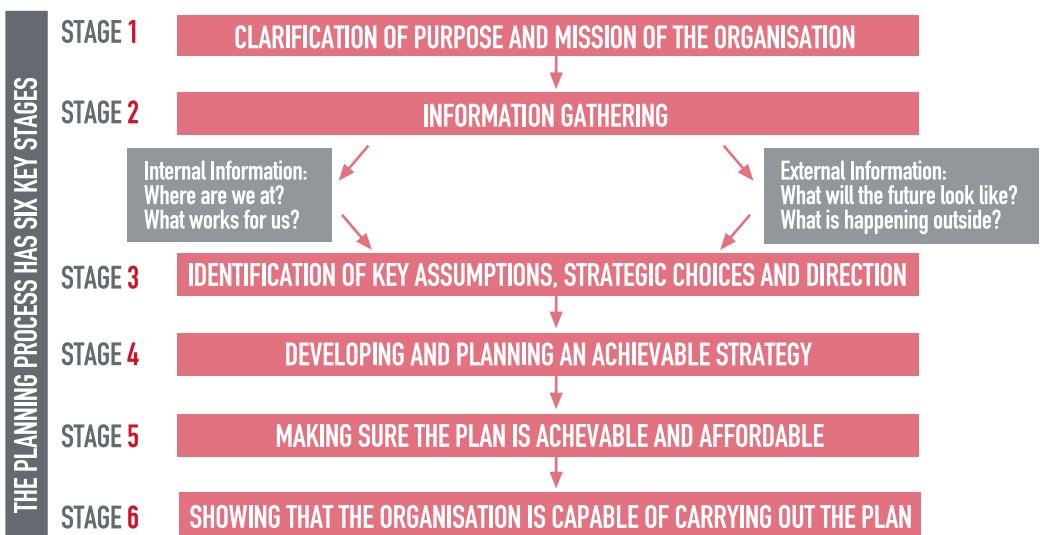 THE PLANNING PROCESS HAS SIX KEY STAGES
STAGE 1
CLARIFICATION OF PURPOSE AND MISSION OF THE ORGANISATION
STAGE 2
INFORMATION GATHERING
Internal Information:
Where are we at?
What works for us?
External Information:
What will the future look like?
What is happening outside?
STAGE 3
IDENTIFICATION OF KEY ASSUMPTIONS, STRATEGIC CHOICES AND DIRECTION
STAGE 4
DEVELOPING AND PLANNING AN ACHIEVABLE STRATEGY
STAGE 5
MAKING SURE THE PLAN IS ACHEVABLE AND AFFORDABLE
STAGE 6
SHOWING THAT THE ORGANISATION IS CAPABLE OF CARRYING OUT THE PLAN